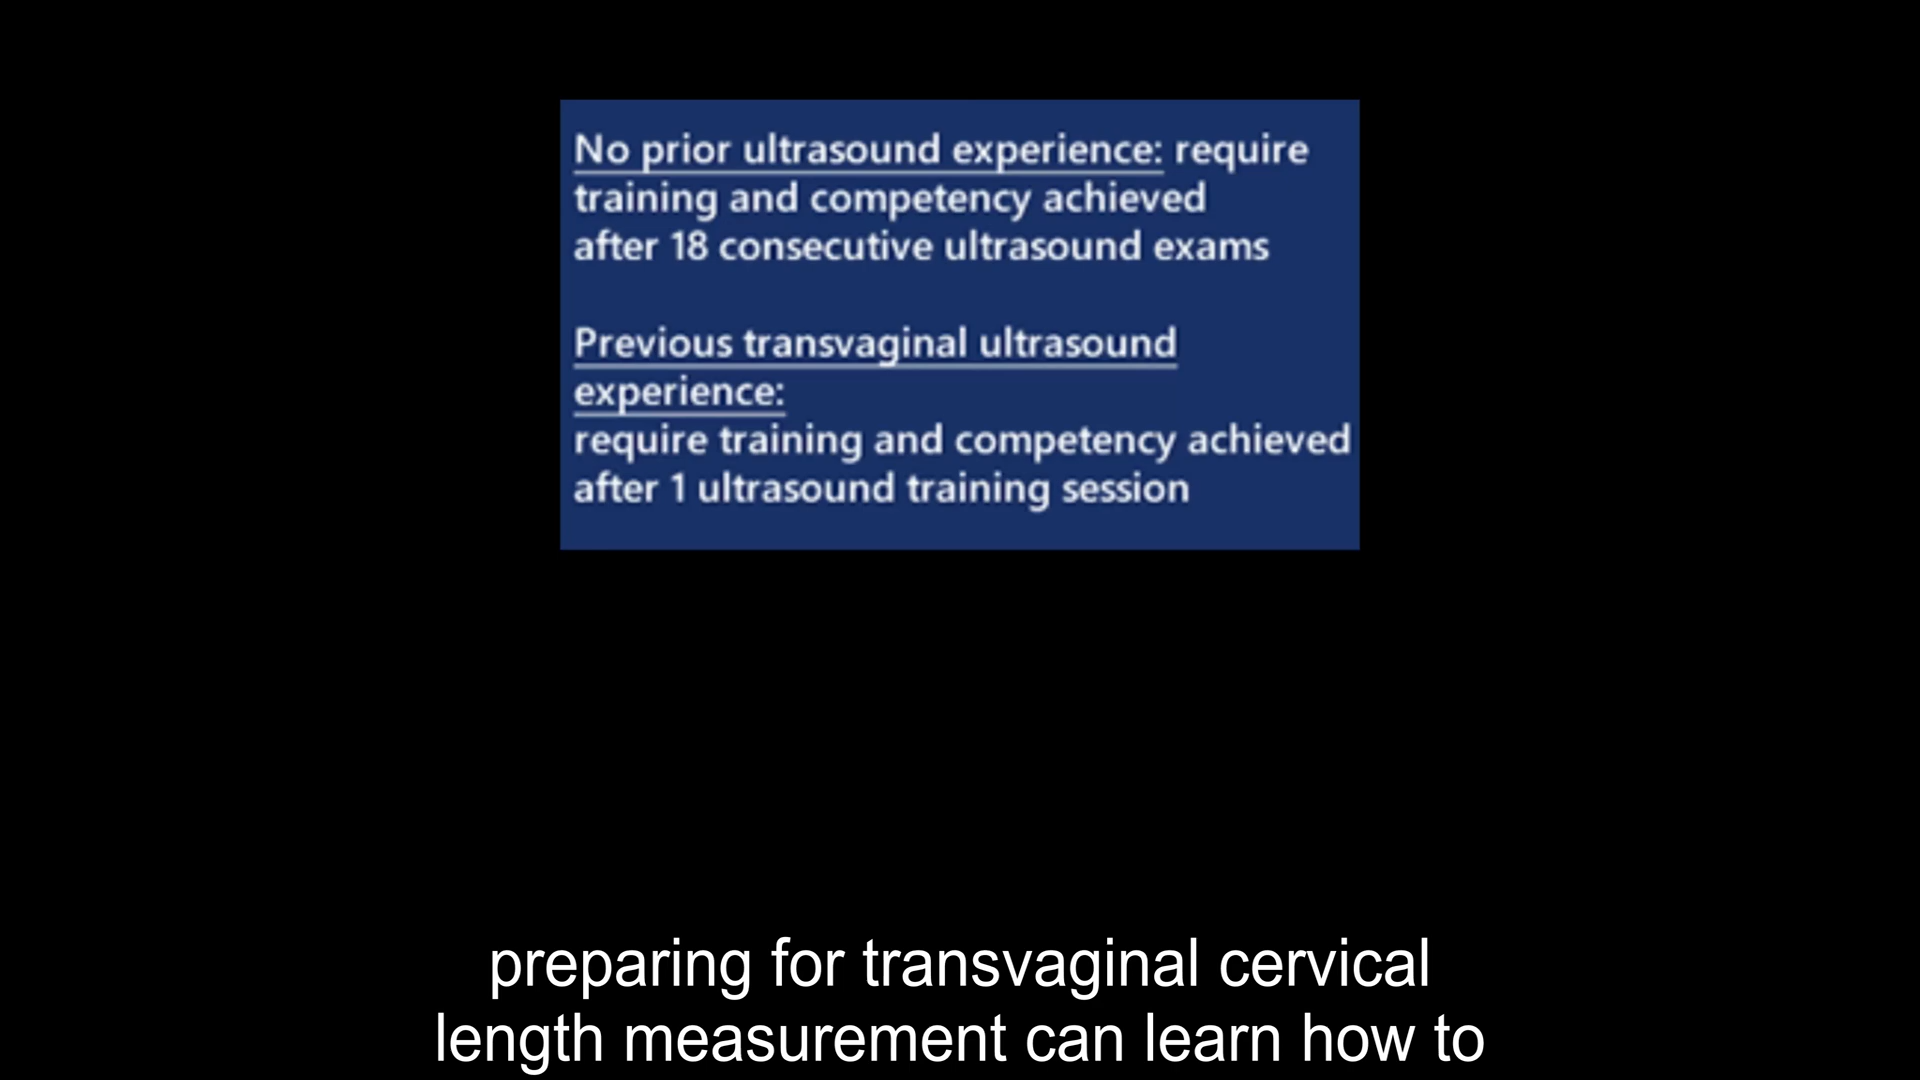 No prior ultrasound experience: require
training and competency achieved
after 18 consecutive ultrasound exams
Previous transvaginal ultrasound
experience:
require training and competency achieved
after 1 ultrasound training session
preparing for transvaginal cervical
length measurement can learn how to